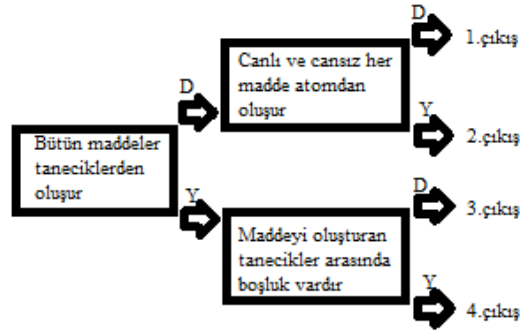 Bütün maddeler
taneciklerden
oluşur
D
Canlı ve cansız her
madde atomdan
oluşur
D
1.çıkış
Y
2.çıkış
Y
Maddeyi oluşturan
tanecikler arasında
boşluk vardır
D
3.çıkış
Y
4.çıkış